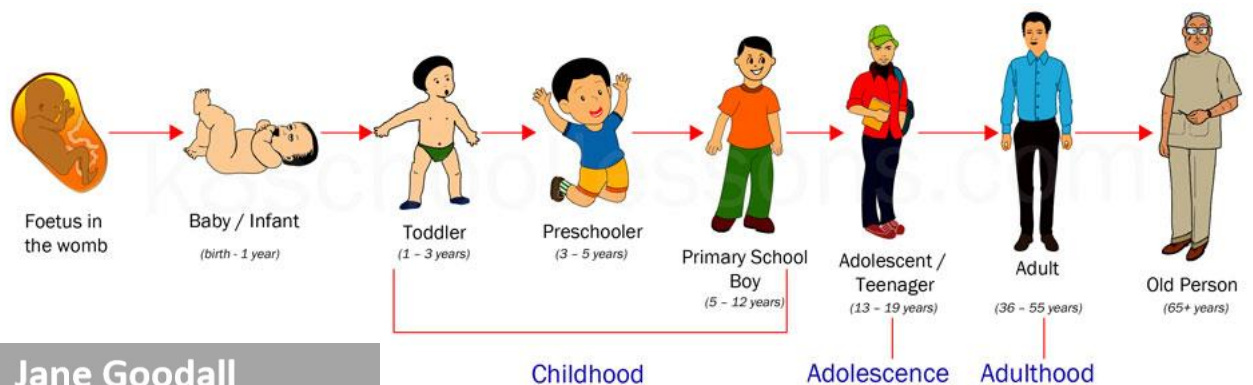 k8schoollessons.com
Foetus in
the womb
Baby / Infant
(birth - 1 year)
Toddler
(1 – 3 years)
Preschooler
(3 – 5 years)
Primary School
Boy
(5 – 12 years)
Adolescent /
Teenager
(13 – 19 years)
Adult
(36 – 55 years)
Old Person
(65+ years)
Childhood
Adolescence
Adulthood
Jane Goodall